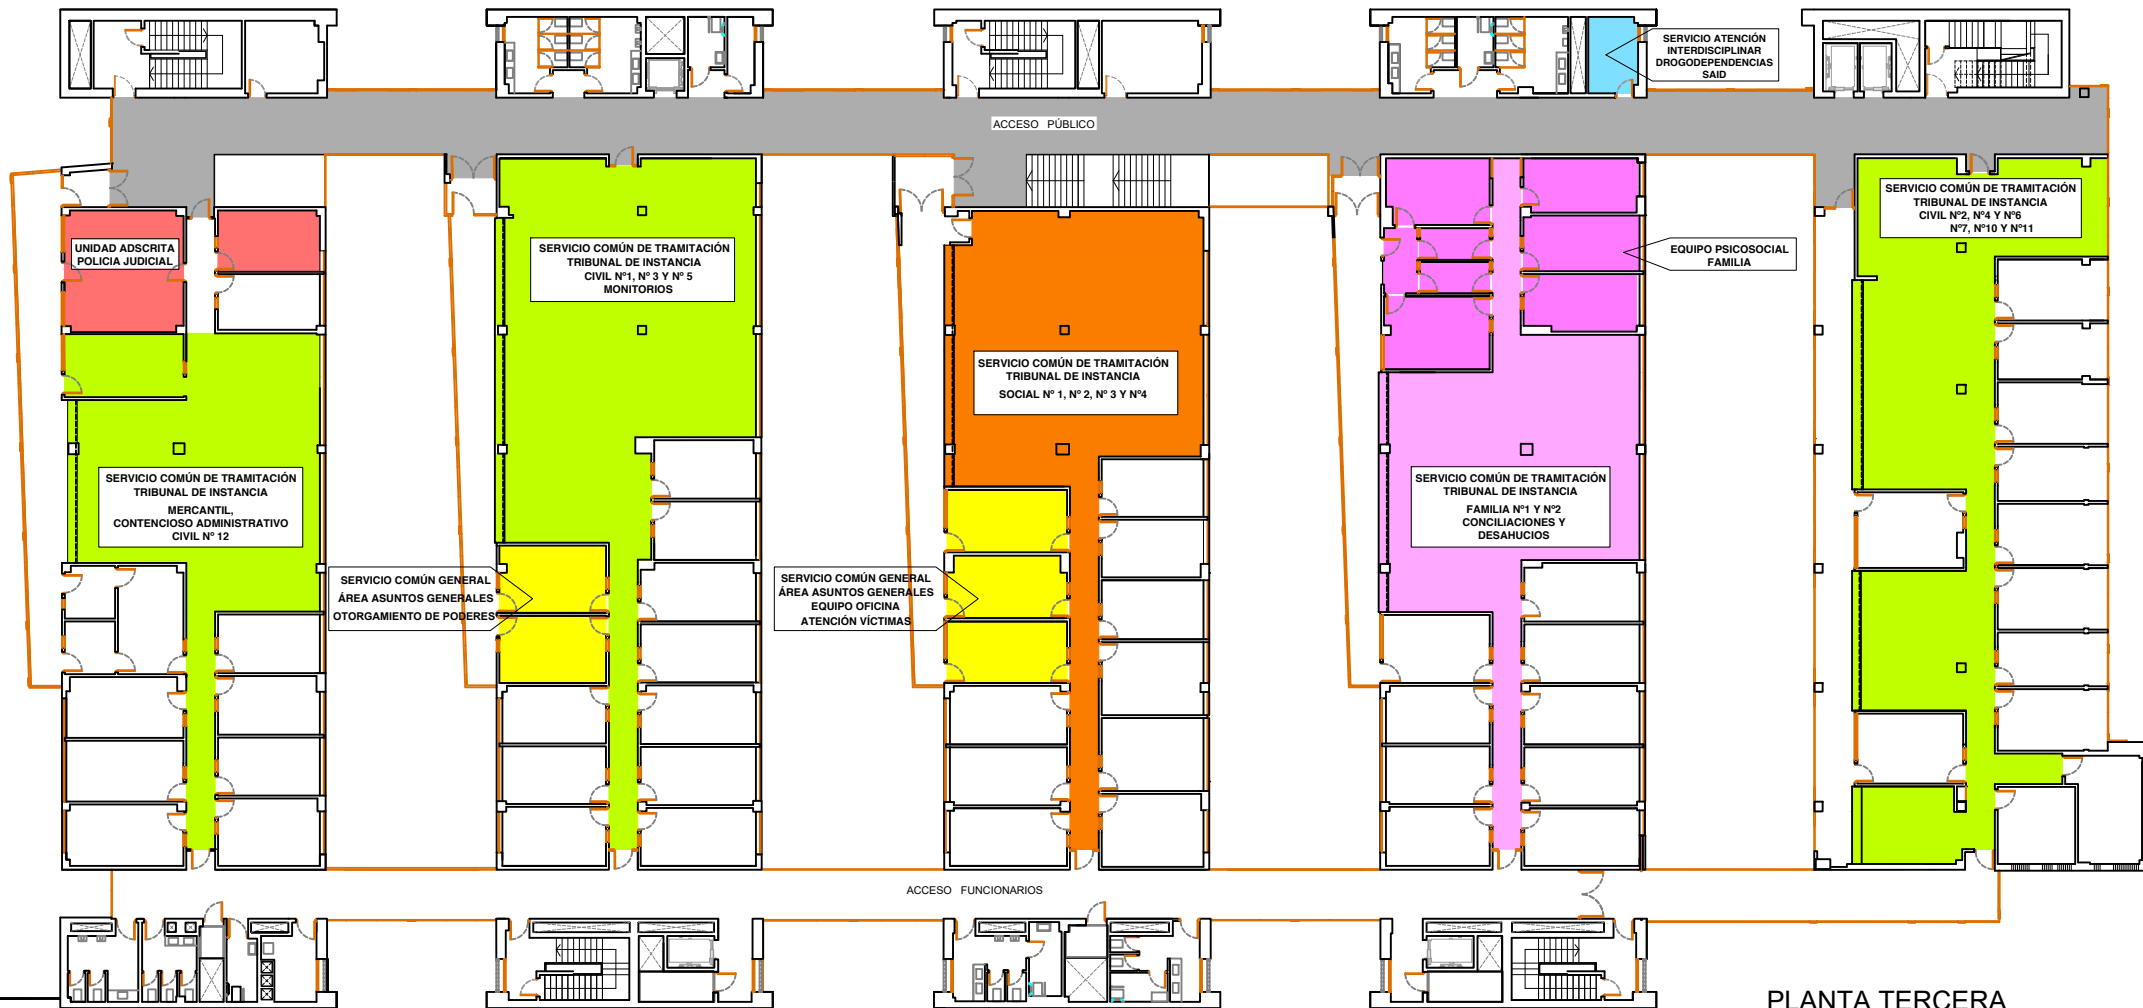 SERVICIO ATENCIÓN
INTERDISCIPLINAR
DROGODEPENDENCIAS
SAID
ACCESO PÚBLICO
UNIDAD ADSCRITA
POLICIA JUDICIAL
SERVICIO COMÚN DE TRAMITACIÓN
TRIBUNAL DE INSTANCIA
CIVIL Nº1, Nº 3 Y Nº 5
MONITORIOS
EQUIPO PSICOSOCIAL
FAMILIA
SERVICIO COMÚN DE TRAMITACIÓN
TRIBUNAL DE INSTANCIA
CIVIL Nº2, Nº4 Y Nº6
Nº7, Nº10 Y Nº11
SERVICIO COMÚN DE TRAMITACIÓN
TRIBUNAL DE INSTANCIA
SOCIAL Nº 1, Nº 2, Nº 3 Y Nº4
SERVICIO COMÚN DE TRAMITACIÓN
TRIBUNAL DE INSTANCIA
MERCANTIL,
CONTENCIOSO ADMINISTRATIVO
CIVIL Nº 12
SERVICIO COMÚN DE TRAMITACIÓN
TRIBUNAL DE INSTANCIA
FAMILIA Nº1 Y Nº2
CONCILIACIONES Y
DESAHUCIOS
SERVICIO COMÚN GENERAL
ÁREA ASUNTOS GENERALES
OTORGAMIENTO DE PODERES
SERVICIO COMÚN GENERAL
ÁREA ASUNTOS GENERALES
EQUIPO OFICINA
ATENCIÓN VÍCTIMAS
ACCESO FUNCIONARIOS
PLANTA TERCERA